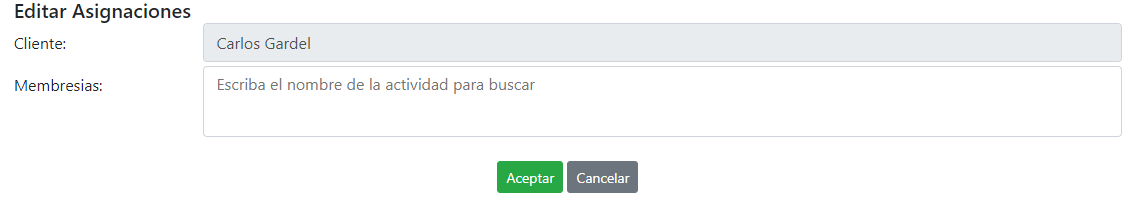 Editar Asignaciones
Cliente: Carlos Gardel
Membresias: Escriba el nombre de la actividad para buscar
Aceptar Cancelar